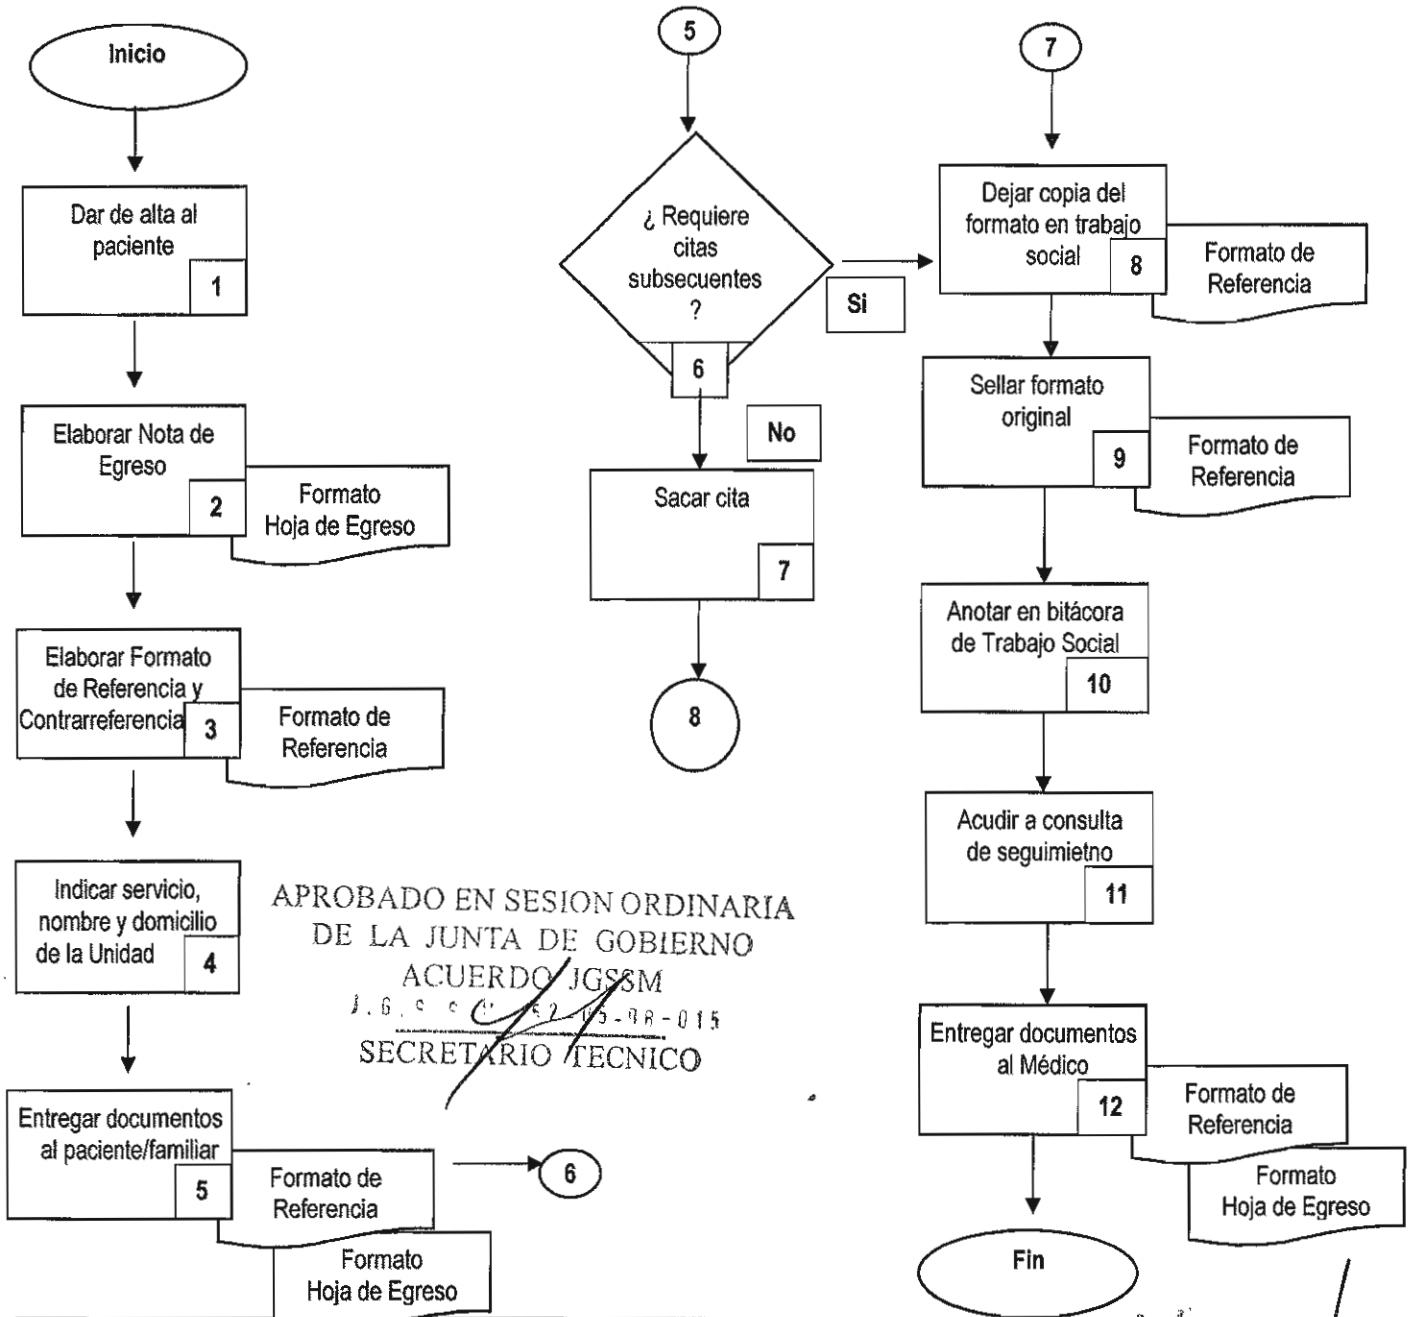 Inicio
Dar de alta al
paciente
1
Elaborar Nota de
Egreso
2
Formato
Hoja de Egreso
Elaborar Formato
de Referencia y
Contrarreferencia
3
Formato de
Referencia
Indicar servicio,
nombre y domicilio
de la Unidad
4
Entregar documentos
al paciente/familiar
5
Formato de
Referencia
Formato
Hoja de Egreso
6
5
¿ Requiere
citas
subsecuentes
?
6
Si
No
Sacar cita
7
8
APROBADO EN SESION ORDINARIA
DE LA JUNTA DE GOBIERNO
ACUERDO JGSSM
-98-015
SECRETARIO TECNICO
7
Dejar copia del
formato en trabajo
social
8
Formato de
Referencia
Sellar formato
original
9
Formato de
Referencia
Anotar en bitácora
de Trabajo Social
10
Acudir a consulta
de seguimietno
11
Entregar documentos
al Médico
12
Formato de
Referencia
Formato
Hoja de Egreso
Fin